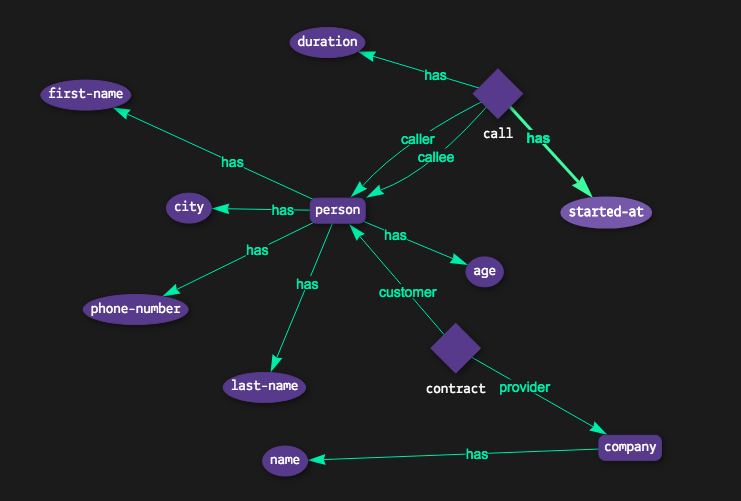 duration
has
first-name
call
caller
has
callee
has
city
has
person
started-at
has
has
age
phone-number
has
customer
last-name
contract
provider
company
name
has